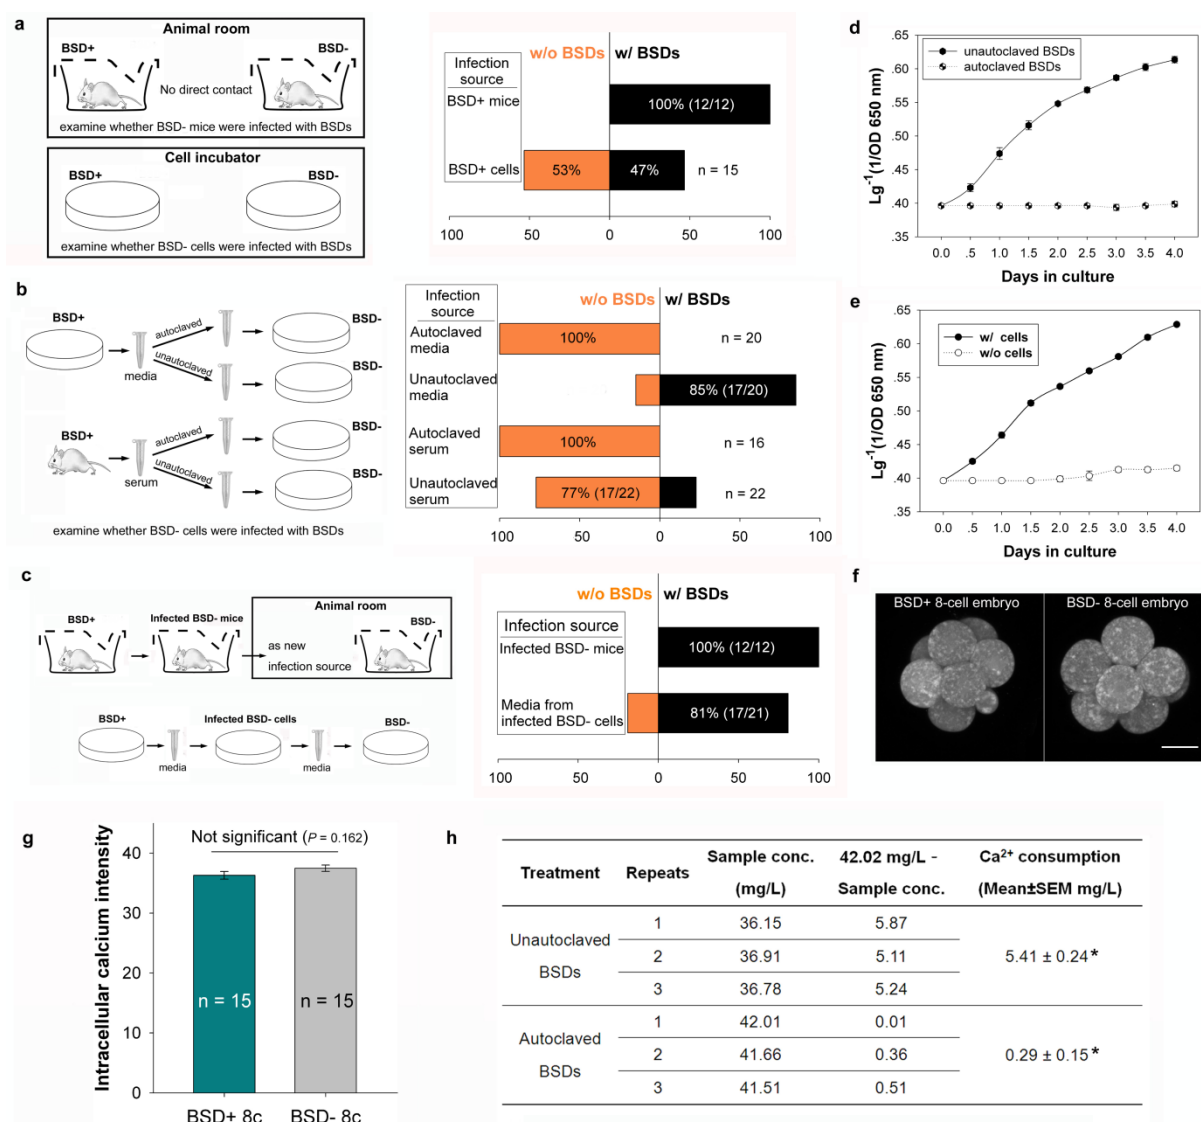 a
Animal room
BSD+
BSD-
No direct contact
examine whether BSD- mice were infected with BSDs
Cell incubator
BSD+
BSD-
examine whether BSD- cells were infected with BSDs
w/o BSDs
w/ BSDs
Infection
source
BSD+ mice
100% (12/12)
BSD+ cells
53%
47%
n = 15
100
50
0
50
100
b
BSD+
media
autoclaved
unautoclaved
BSD-
BSD-
BSD+
serum
autoclaved
unautoclaved
BSD-
BSD-
examine whether BSD- cells were infected with BSDs
Infection
source
w/o BSDs
w/ BSDs
Autoclaved
media
100%
n = 20
Unautoclaved
media
85% (17/20)
Autoclaved
serum
100%
n = 16
Unautoclaved
serum
77% (17/22)
n = 22
100
50
0
50
100
c
BSD+
Infected BSD- mice
as new
infection source
Animal room
BSD-
BSD+
media
Infected BSD- cells
media
BSD-
w/o BSDs
w/ BSDs
Infection source
Infected BSD- mice
100% (12/12)
Media from
infected BSD- cells
81% (17/21)
100
50
0
50
100
d
Lg⁻¹(1/OD 650 nm)
.65
.60
.55
.50
.45
.40
.35
unautoclaved BSDs
autoclaved BSDs
0.0 .5 1.0 1.5 2.0 2.5 3.0 3.5 4.0
Days in culture
e
Lg⁻¹(1/OD 650 nm)
.65
.60
.55
.50
.45
.40
.35
w/ cells
w/o cells
0.0 .5 1.0 1.5 2.0 2.5 3.0 3.5 4.0
Days in culture
f
BSD+ 8-cell embryo
BSD- 8-cell embryo
g
Intracellular calcium intensity
Not significant (P = 0.162)
40
30
20
10
0
n = 15
n = 15
BSD+ 8c
BSD- 8c
h
Treatment Repeats Sample conc. (mg/L) 42.02 mg/L - Sample conc. Ca²⁺ consumption (Mean±SEM mg/L)
Unautoclaved BSDs
1 36.15 5.87
2 36.91 5.11
3 36.78 5.24
5.41 ± 0.24*
Autoclaved BSDs
1 42.01 0.01
2 41.66 0.36
3 41.51 0.51
0.29 ± 0.15*